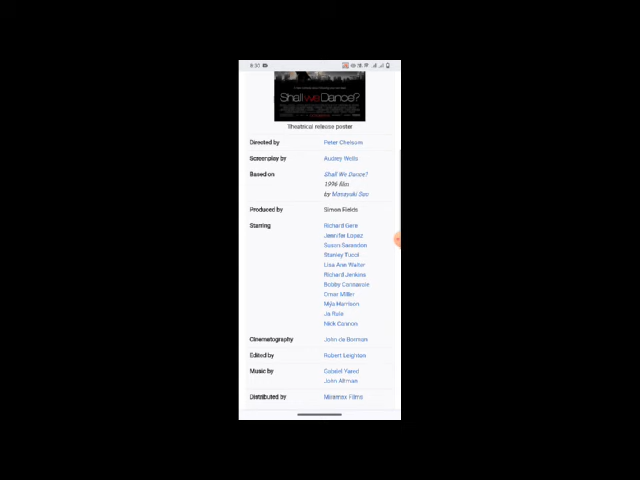 8:30
Shall we Dance?
Theatrical release poster
Directed by Peter Chelsom
Screenplay by Audrey Wells
Based on Shall We Dance?
1996 film
by Masayuki Suo
Produced by Simon Fields
Starring Richard Gere
Jennifer Lopez
Susan Sarandon
Stanley Tucci
Lisa Ann Walter
Richard Jenkins
Bobby Cannavale
Omar Miller
Mýa Harrison
Ja Rule
Nick Cannon
Cinematography John de Borman
Edited by Robert Leighton
Music by Gabriel Yared
John Altman
Distributed by Miramax Films